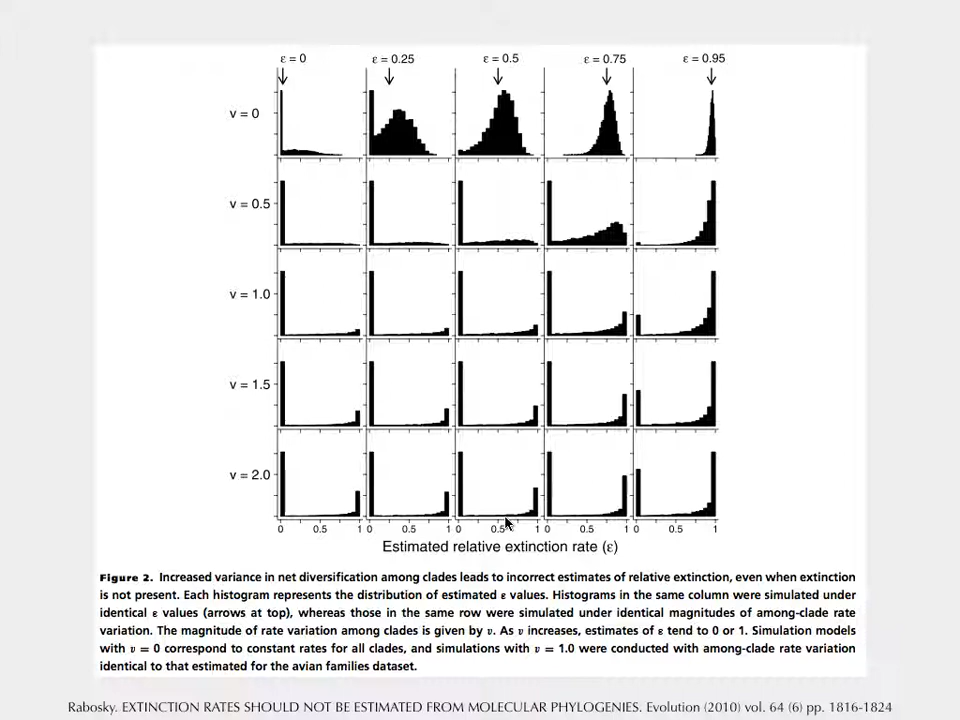 ε = 0 ε = 0.25 ε = 0.5 ε = 0.75 ε = 0.95
v = 0
v = 0.5
v = 1.0
v = 1.5
v = 2.0
0 0.5 1 0 0.5 1 0 0.5 1 0 0.5 1 0 0.5 1
Estimated relative extinction rate (ε)
Figure 2. Increased variance in net diversification among clades leads to incorrect estimates of relative extinction, even when extinction
is not present. Each histogram represents the distribution of estimated ε values. Histograms in the same column were simulated under
identical ε values (arrows at top), whereas those in the same row were simulated under identical magnitudes of among-clade rate
variation. The magnitude of rate variation among clades is given by v. As v increases, estimates of ε tend to 0 or 1. Simulation models
with v = 0 correspond to constant rates for all clades, and simulations with v = 1.0 were conducted with among-clade rate variation
identical to that estimated for the avian families dataset.
Rabosky. EXTINCTION RATES SHOULD NOT BE ESTIMATED FROM MOLECULAR PHYLOGENIES. Evolution (2010) vol. 64 (6) pp. 1816-1824